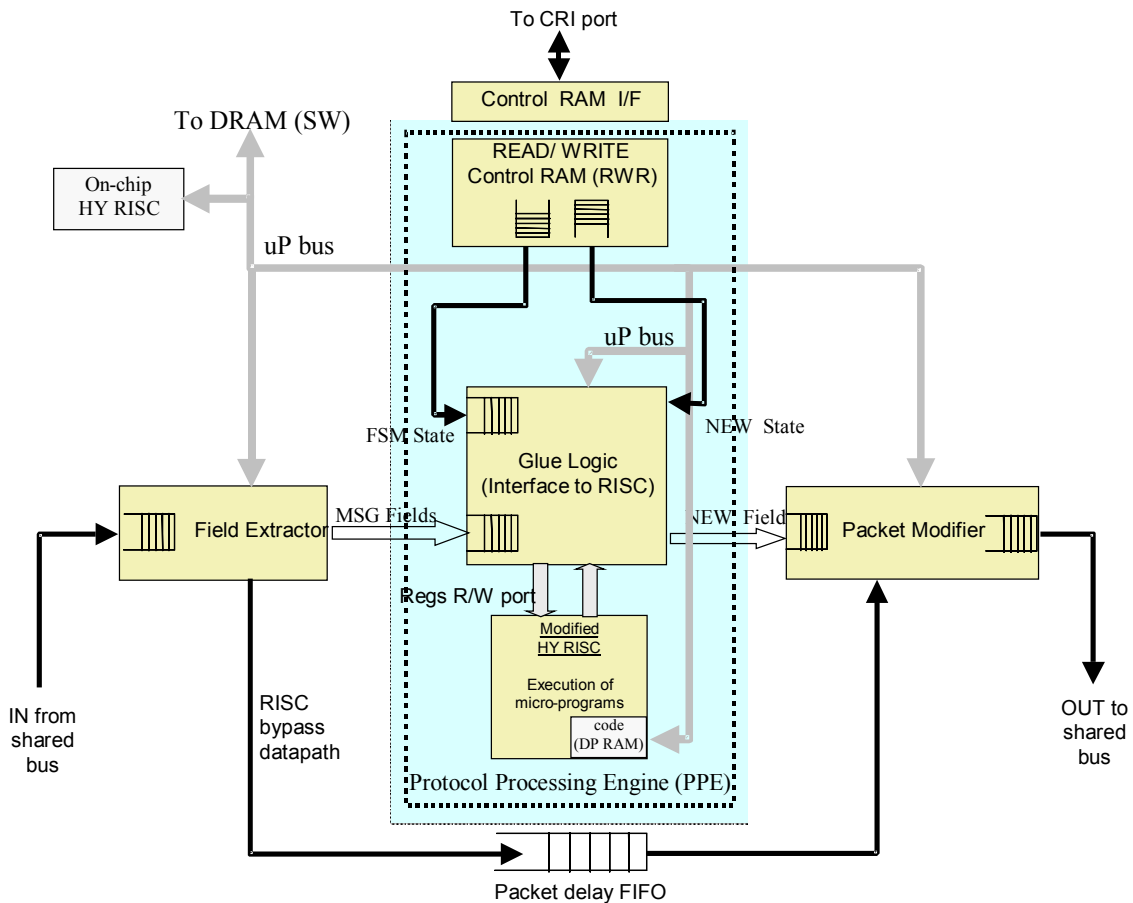 To CRI port
Control RAM I/F
To DRAM (SW)
READ/ WRITE
Control RAM (RWR)
On-chip
HY RISC
uP bus
uP bus
FSM State
NEW State
Glue Logic
(Interface to RISC)
Field Extractor
MSG Fields
NEW Field
Packet Modifier
Regs R/W port
Modified
HY RISC
Execution of
micro-programs
code
(DP RAM)
IN from
shared
bus
RISC
bypass
datapath
OUT to
shared
bus
Protocol Processing Engine (PPE)
Packet delay FIFO